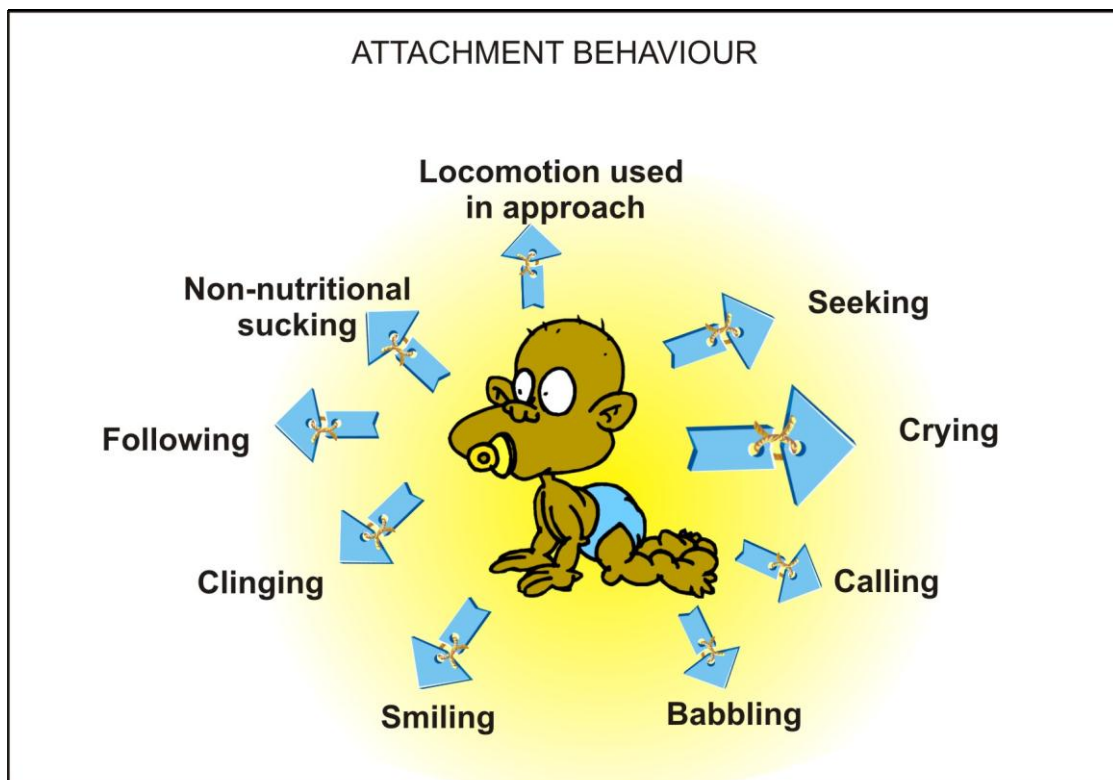 ATTACHMENT BEHAVIOUR
Locomotion used
in approach
Non-nutritional
sucking
Seeking
Following
Crying
Clinging
Calling
Smiling
Babbling